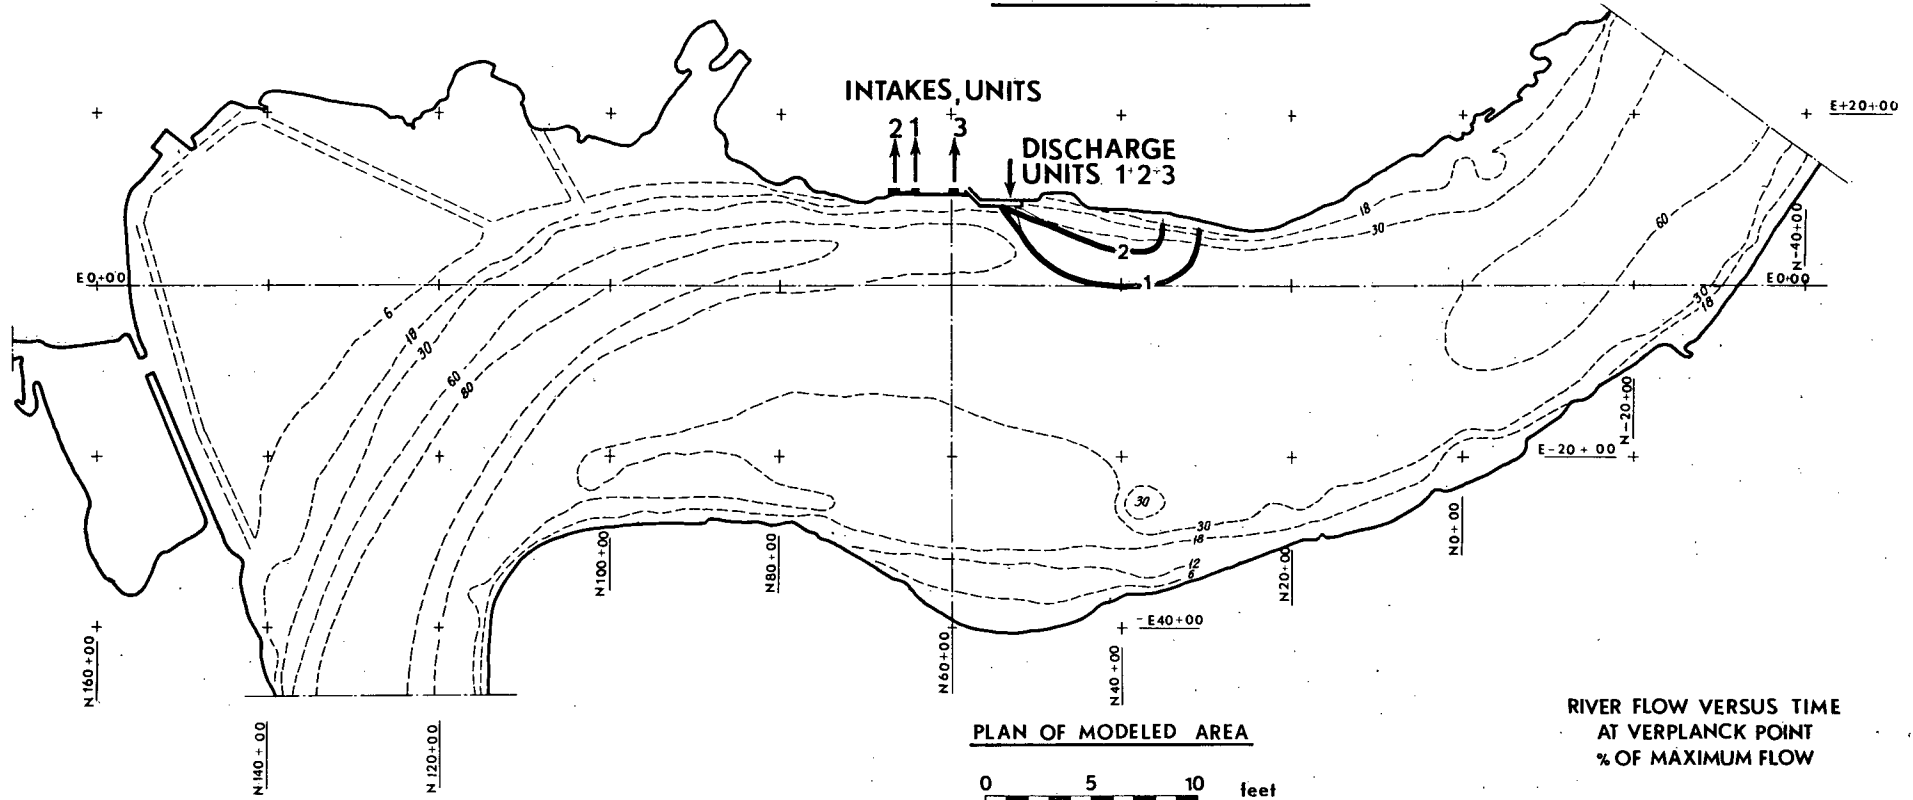 INTAKES, UNITS
2 1 3
DISCHARGE
UNITS 1+2+3
E+20+00
18
30
60
N-40+00
2
1
E0+00
E0+00
6
18
30
60
80
30
18
N-20+00
E-20+00
30
30
18
12
6
N0+00
N20+00
N100+00
N80+00
-E40+00
N160+00
N60+00
N40+00
N140+00
N120+00
PLAN OF MODELED AREA
0 5 10 feet
RIVER FLOW VERSUS TIME
AT VERPLANCK POINT
% OF MAXIMUM FLOW